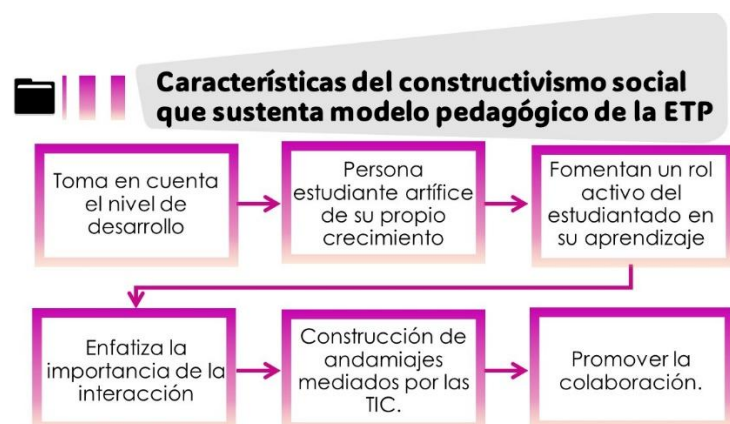 Características del constructivismo social
que sustenta modelo pedagógico de la ETP
Toma en cuenta
el nivel de
desarrollo
Persona
estudiante artífice
de su propio
crecimiento
Fomentan un rol
activo del
estudiantado en
su aprendizaje
Enfatiza la
importancia de la
interacción
Construcción de
andamiajes
mediados por las
TIC.
Promover la
colaboración.